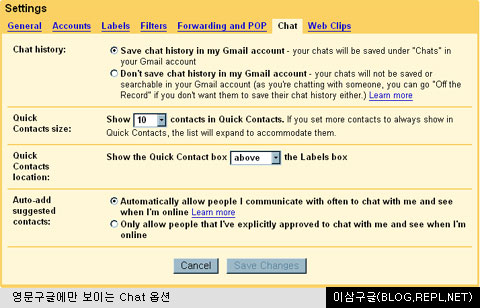 Settings
General Accounts Labels Filters Forwarding and POP Chat Web Clips
Chat history:
Save chat history in my Gmail account - your chats will be saved under "Chats" in
your Gmail account
Don't save chat history in my Gmail account - your chats will not be saved or
searchable in your Gmail account (as you're chatting with someone, you can go "Off the
Record" if you don't want them to save their chat history either.) Learn more
Quick
Contacts size:
Show 10 contacts in Quick Contacts. If you set more contacts to always show
in Quick Contacts, the list will expand to accommodate them.
Quick
Contacts
location:
Show the Quick Contact box above the Labels box
Auto-add
suggested
contacts:
Automatically allow people I communicate with often to chat with me and see
when I'm online Learn more
Only allow people that I've explicitly approved to chat with me and see when I'm
online
Cancel Save Changes
영문구글에만 보이는 Chat 옵션
이삼구글(BLOG,REPL,NET)